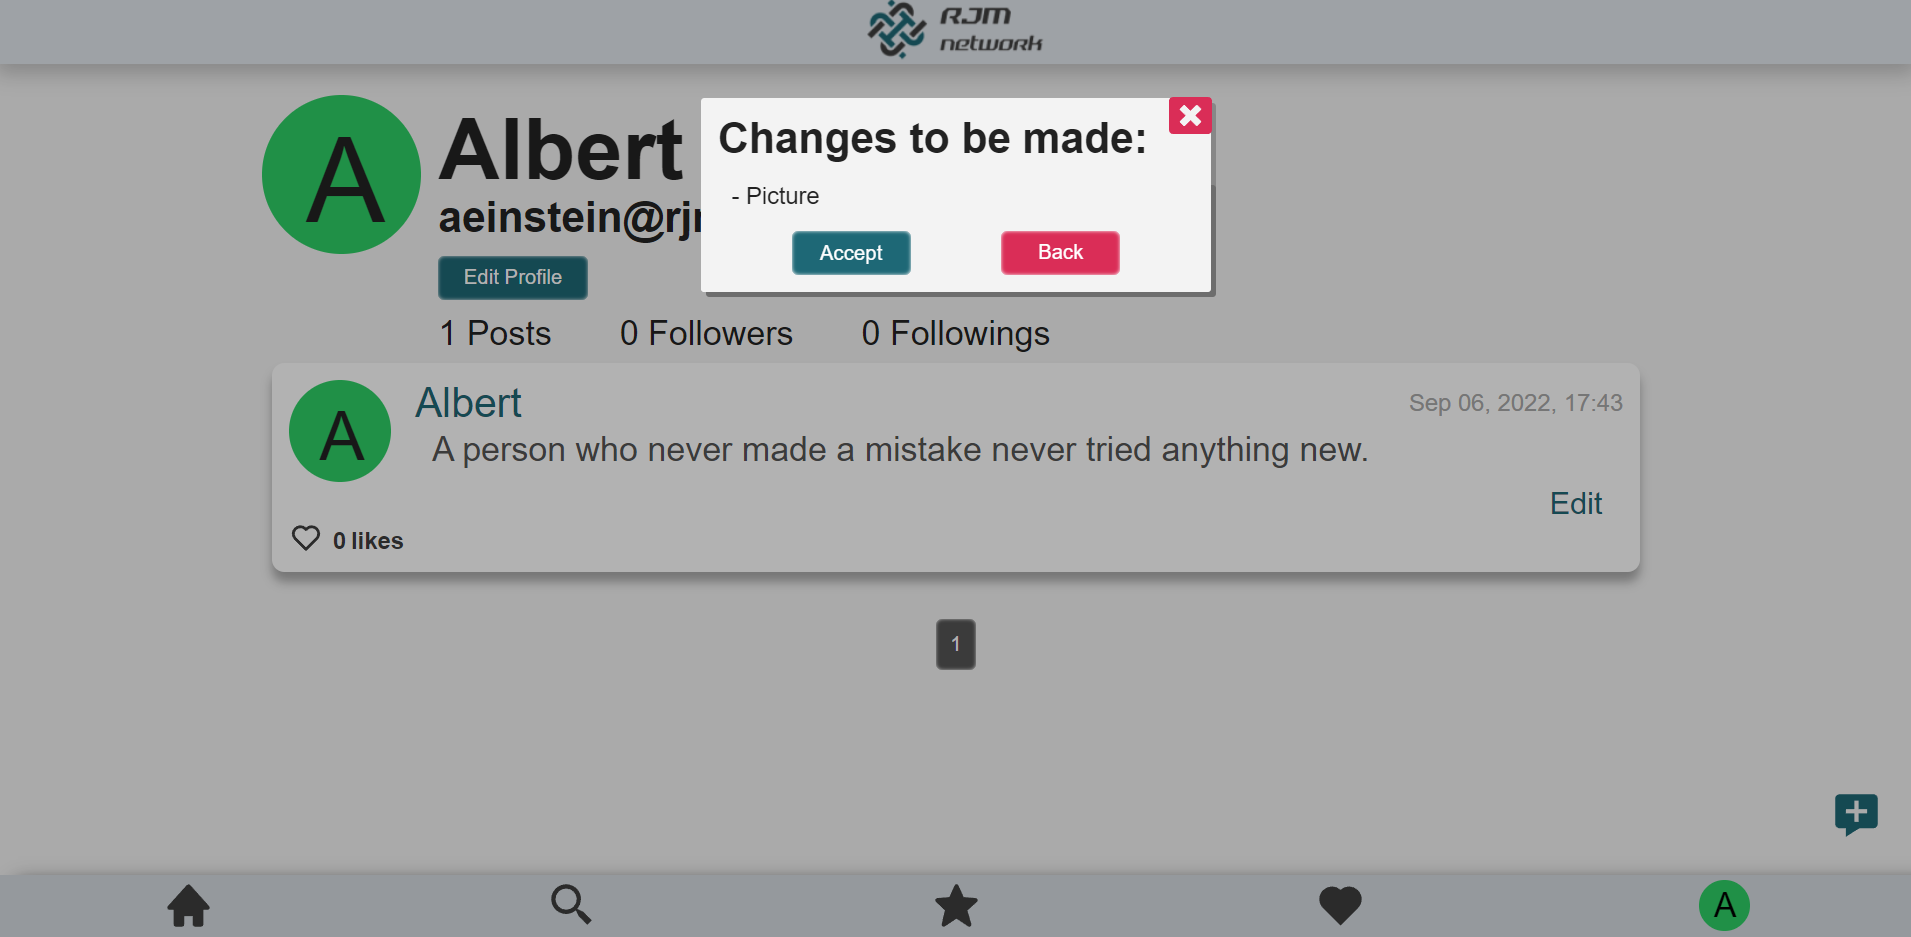 RJM
network
A
Albert
Changes to be made:
- Picture
aeinstein@rj
Accept
Back
Edit Profile
1 Posts
0 Followers
0 Followings
A
Albert
Sep 06, 2022, 17:43
A person who never made a mistake never tried anything new.
Edit
0 likes
1
A